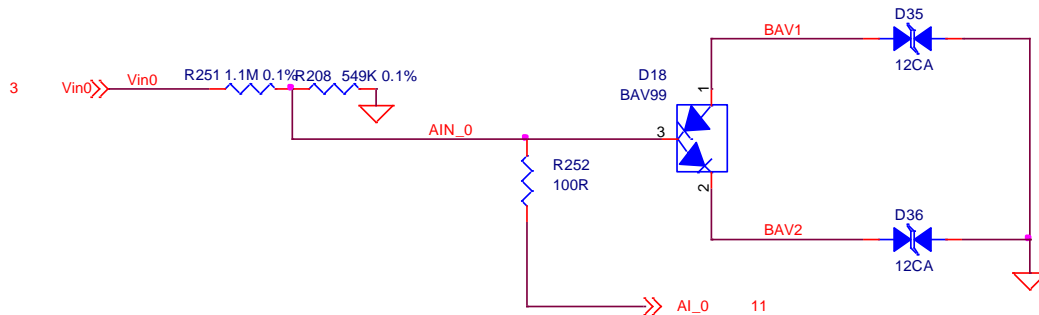 D35
BAV1
12CA
3 Vin0 Vin0 R251 1.1M 0.1% R208 549K 0.1%
D18
BAV99
1
AIN_0
3
R252
100R
2
D36
BAV2
12CA
AI_0 11